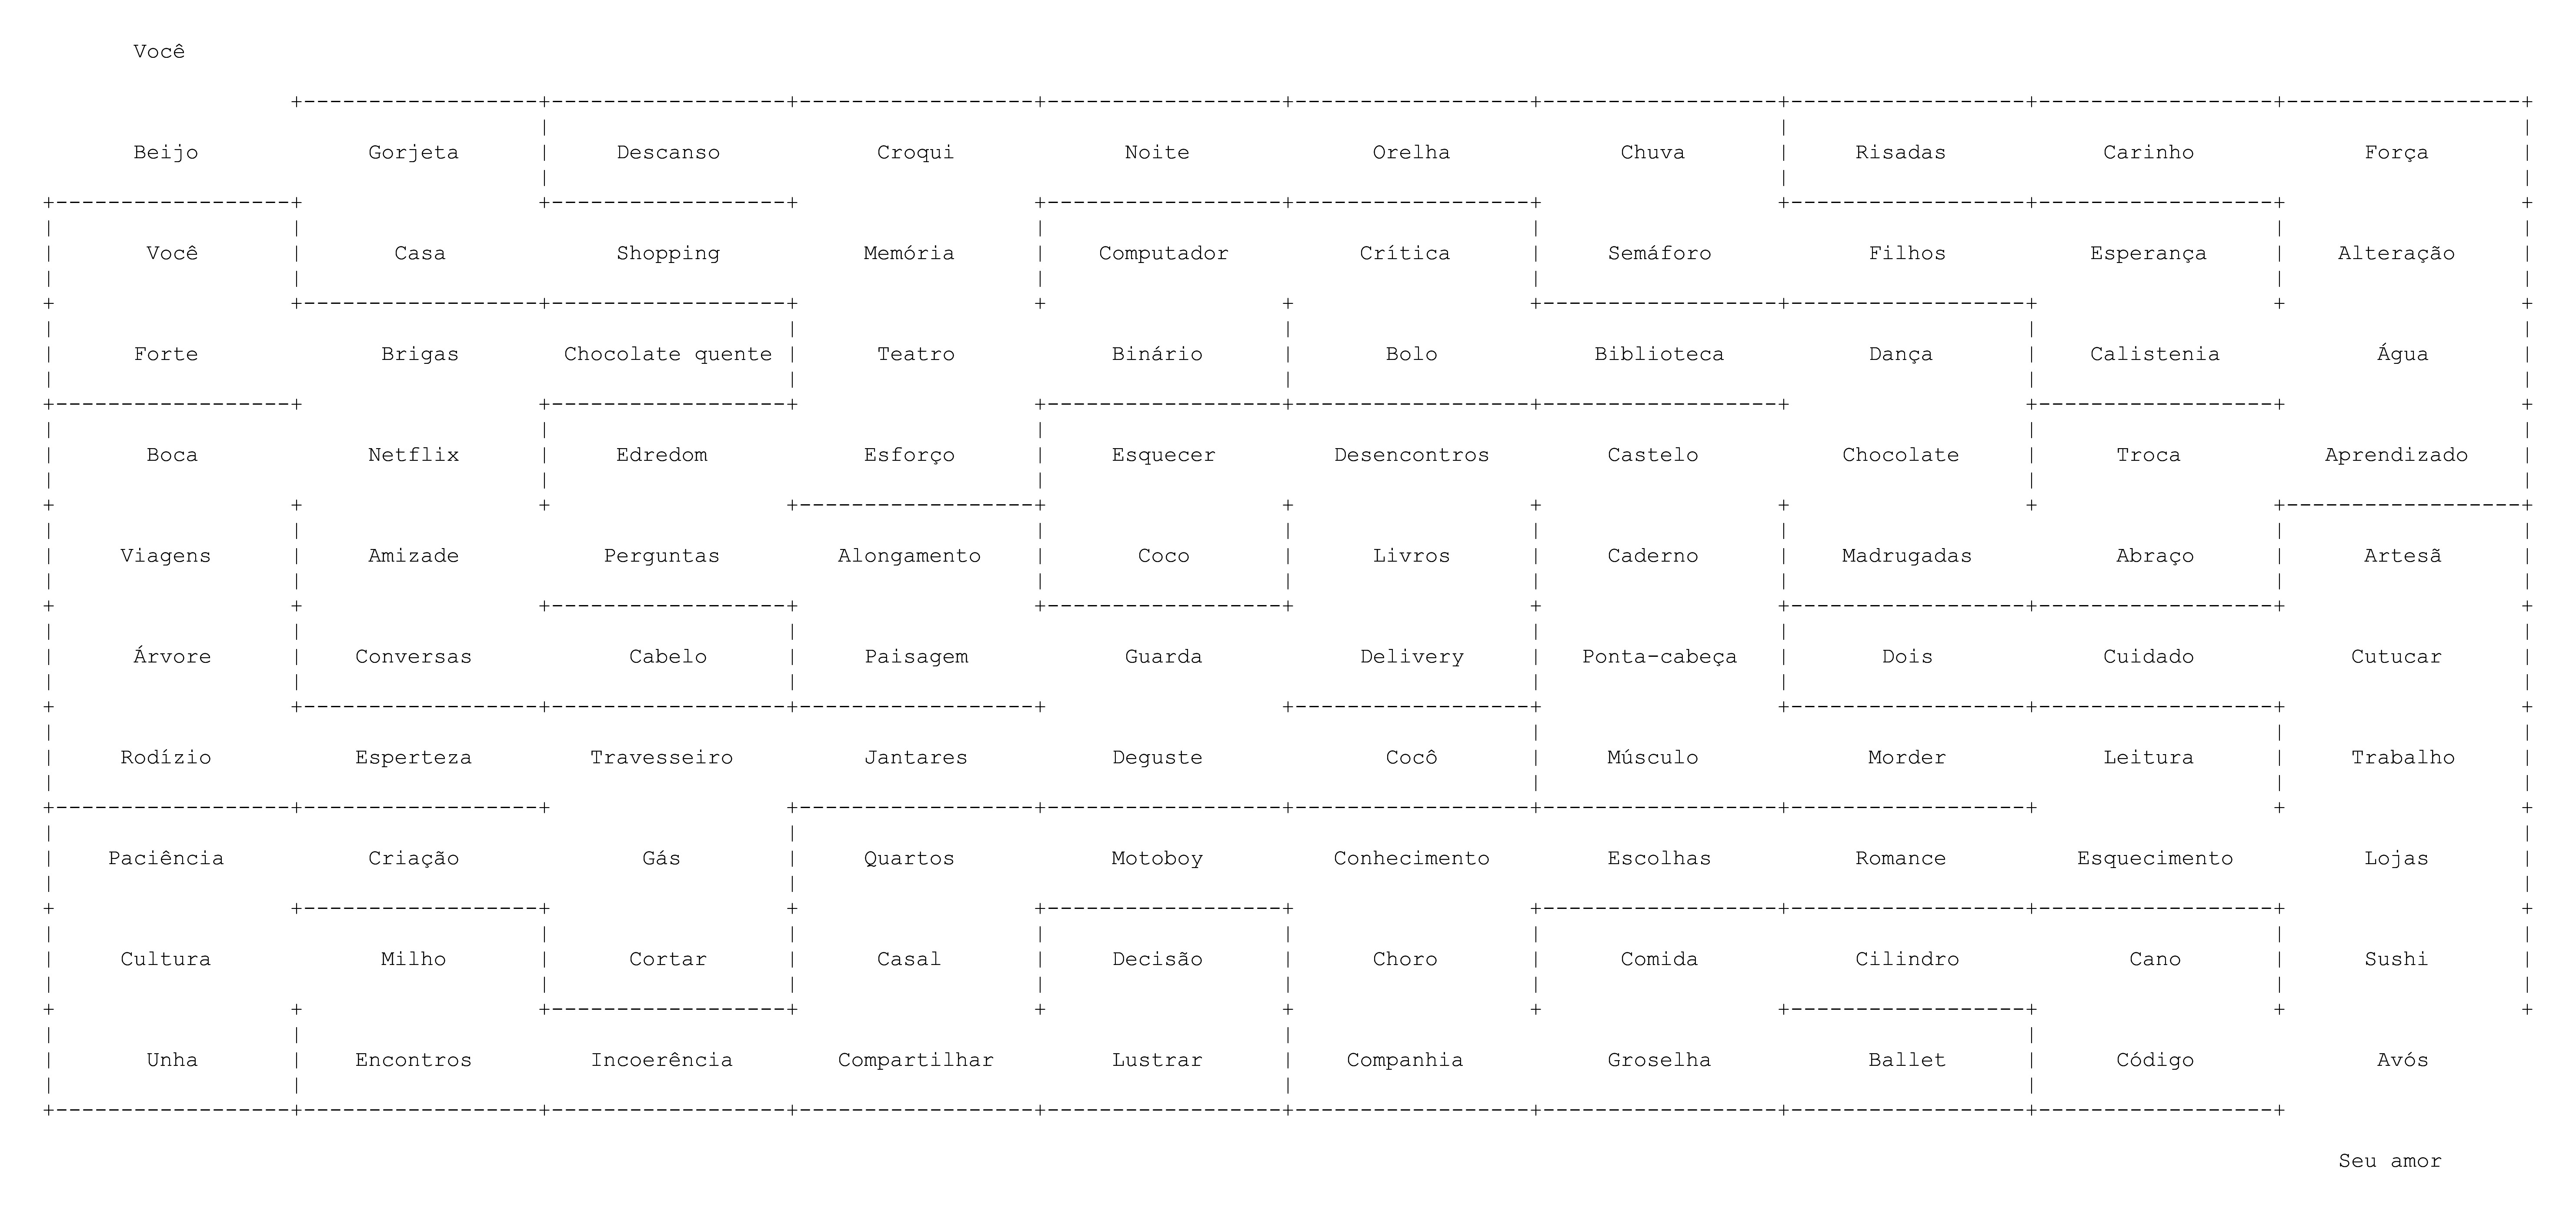 Você
Beijo Gorjeta Descanso Croqui Noite Orelha Chuva Risadas Carinho Força
Você Casa Shopping Memória Computador Crítica Semáforo Filhos Esperança Alteração
Forte Brigas Chocolate quente Teatro Binário Bolo Biblioteca Dança Calistenia Água
Boca Netflix Edredom Esforço Esquecer Desencontros Castelo Chocolate Troca Aprendizado
Viagens Amizade Perguntas Alongamento Coco Livros Caderno Madrugadas Abraço Artesã
Árvore Conversas Cabelo Paisagem Guarda Delivery Ponta-cabeça Dois Cuidado Cutucar
Rodízio Esperteza Travesseiro Jantares Deguste Cocô Músculo Morder Leitura Trabalho
Paciência Criação Gás Quartos Motoboy Conhecimento Escolhas Romance Esquecimento Lojas
Cultura Milho Cortar Casal Decisão Choro Comida Cilindro Cano Sushi
Unha Encontros Incoerência Compartilhar Lustrar Companhia Groselha Ballet Código Avós
Seu amor